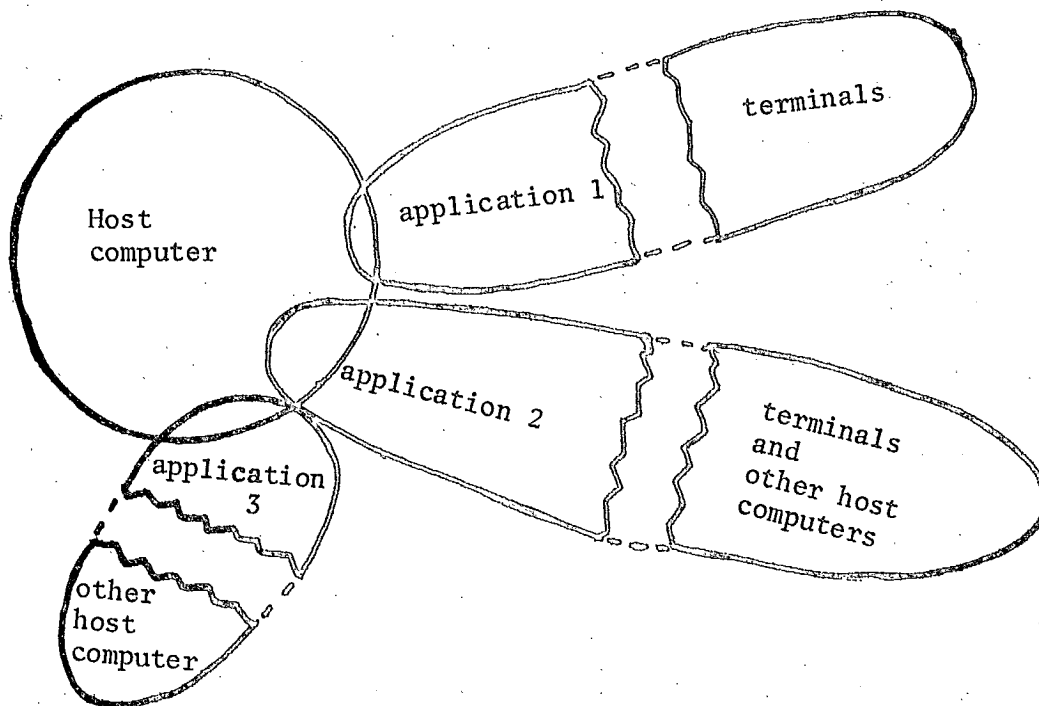 Host
computer
application 1
terminals
application 2
terminals
and
other host
computers
application
3
other
host
computer